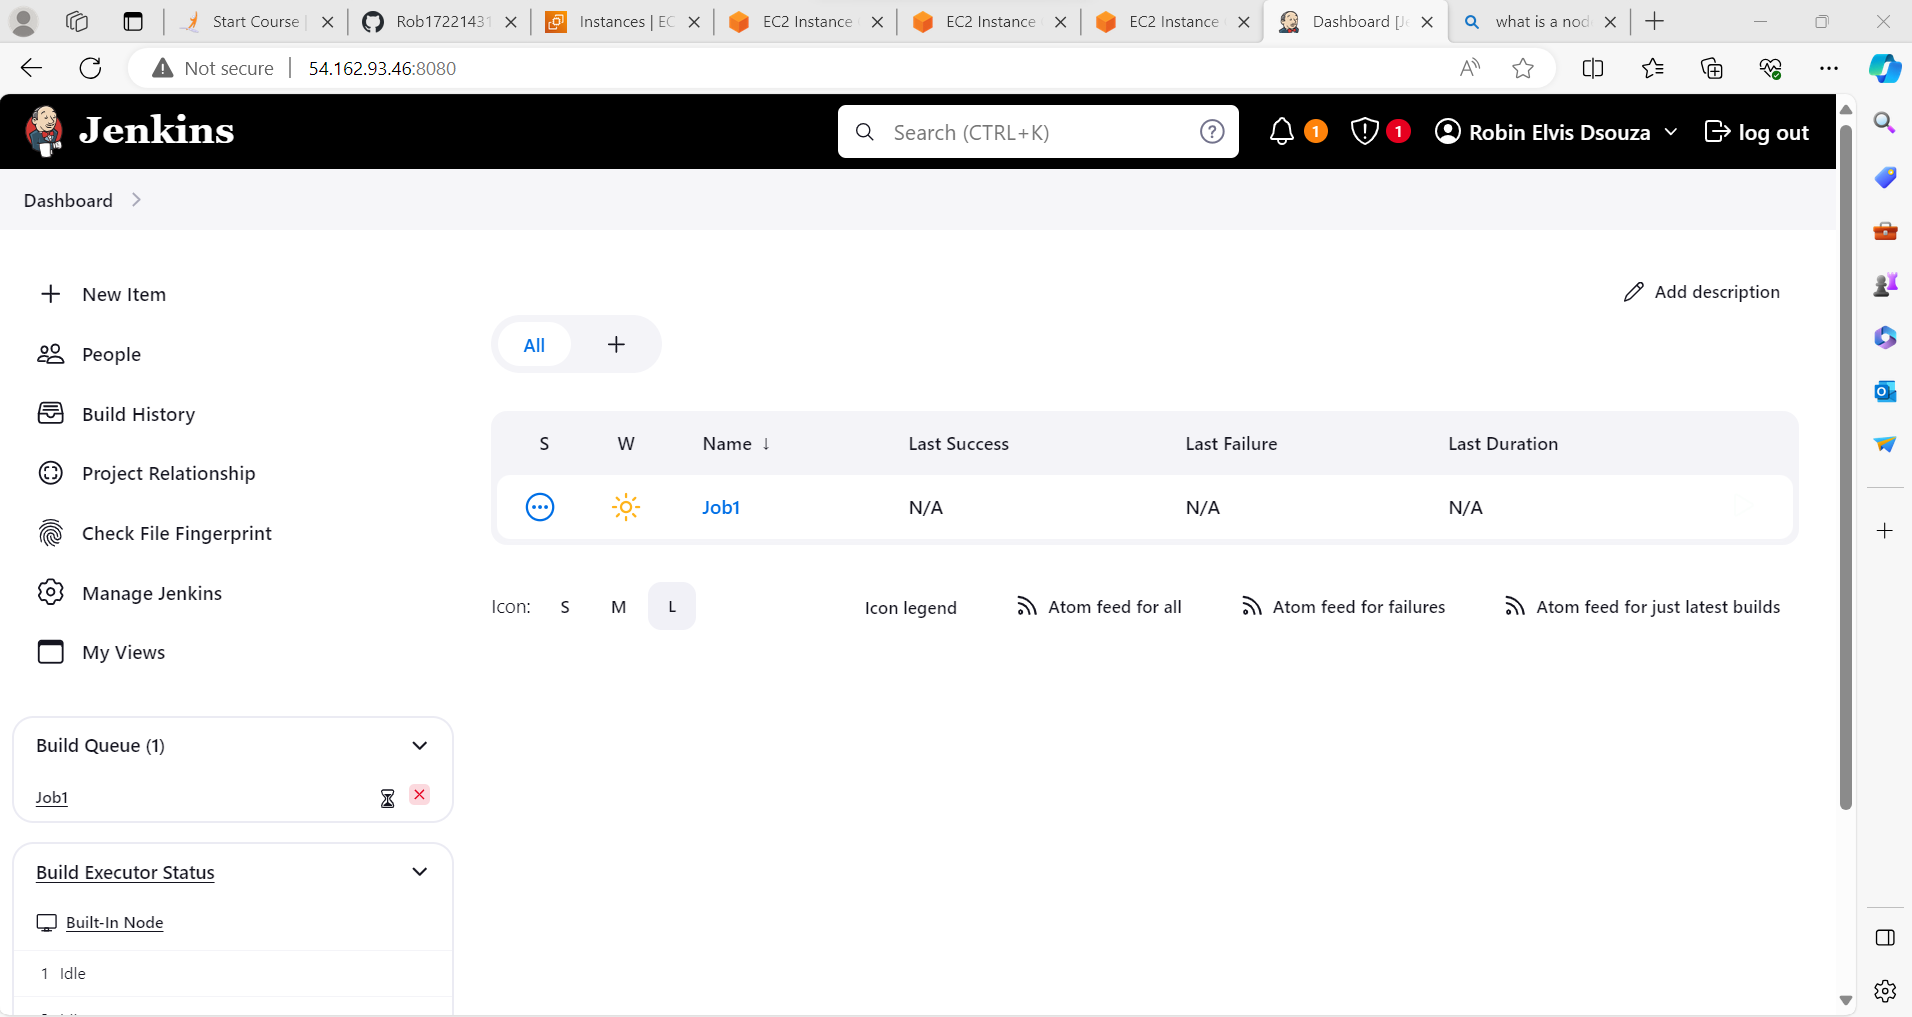 Start Course
Rob17221431
Instances | EC
EC2 Instance
EC2 Instance
EC2 Instance
Dashboard [Je
what is a nod
Not secure
54.162.93.46:8080
Jenkins
Search (CTRL+K)
1
1
Robin Elvis Dsouza
log out
Dashboard
New Item
People
Build History
Project Relationship
Check File Fingerprint
Manage Jenkins
My Views
Add description
All
S W Name ↓ Last Success Last Failure Last Duration
Job1 N/A N/A N/A
Icon: S M L
Icon legend
Atom feed for all
Atom feed for failures
Atom feed for just latest builds
Build Queue (1)
Job1
Build Executor Status
Built-In Node
1 Idle